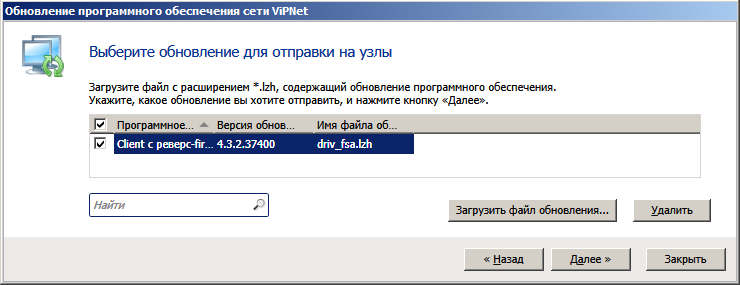 Обновление программного обеспечения сети ViPNet
Выберите обновление для отправки на узлы
Загрузите файл с расширением *.lzh, содержащий обновление программного обеспечения.
Укажите, какое обновление вы хотите отправить, и нажмите кнопку «Далее».
Программное... Версия обнов... Имя файла об...
Client с реверс-fir... 4.3.2.37400 driv_fsa.lzh
Найти
Загрузить файл обновления... Удалить
« Назад Далее » Закрыть